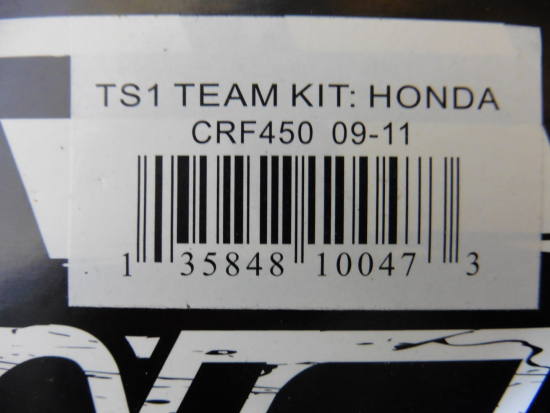 TS1 TEAM KIT: HONDA
CRF450 09-11
1 35848 10047 3